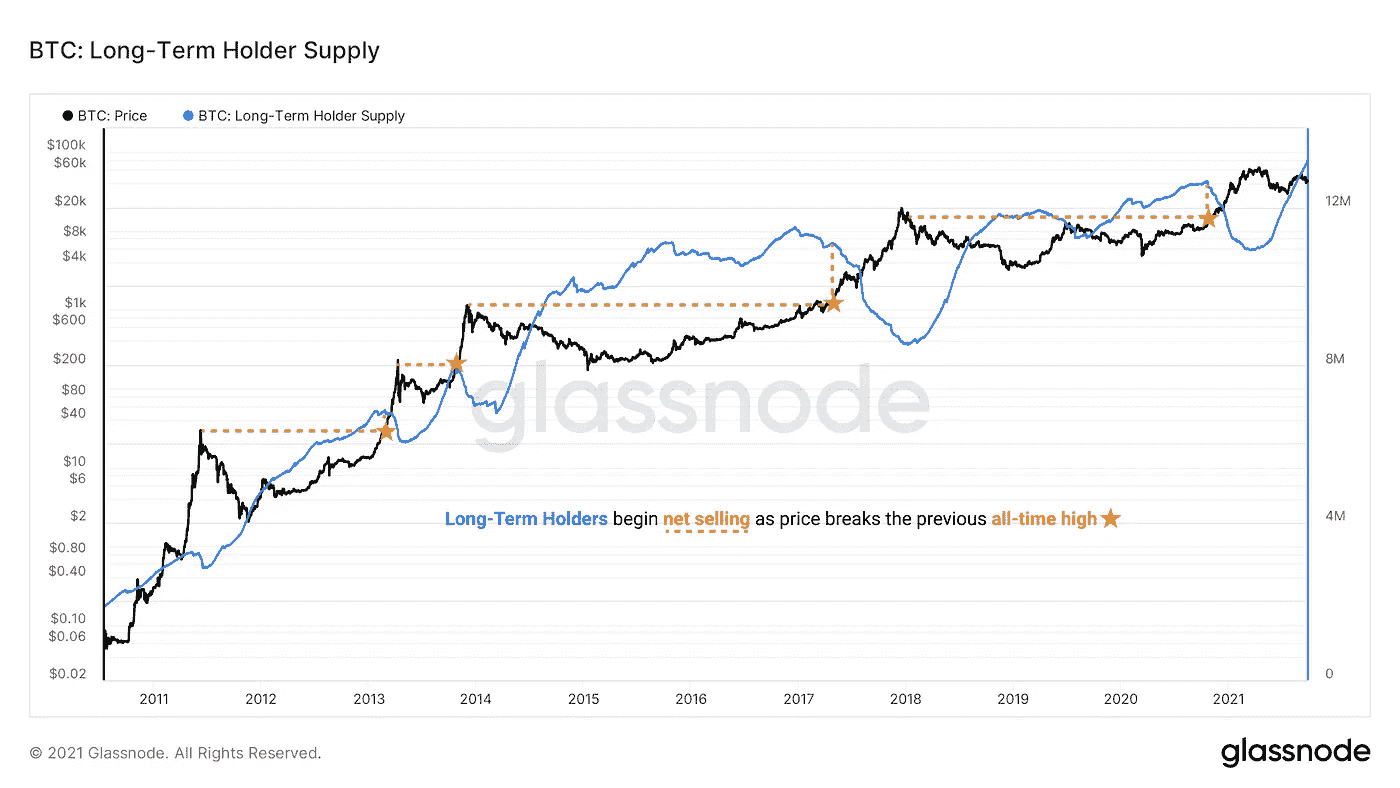 BTC: Long-Term Holder Supply
BTC: Price
BTC: Long-Term Holder Supply
$100k
$60k
$20k
$8k
$4k
$1k
$600
$200
$80
$40
$10
$6
$2
$0.80
$0.40
$0.10
$0.06
$0.02
12M
8M
4M
0
glassnode
Long-Term Holders begin net selling as price breaks the previous all-time high
2011 2012 2013 2014 2015 2016 2017 2018 2019 2020 2021
© 2021 Glassnode. All Rights Reserved.
glassnode